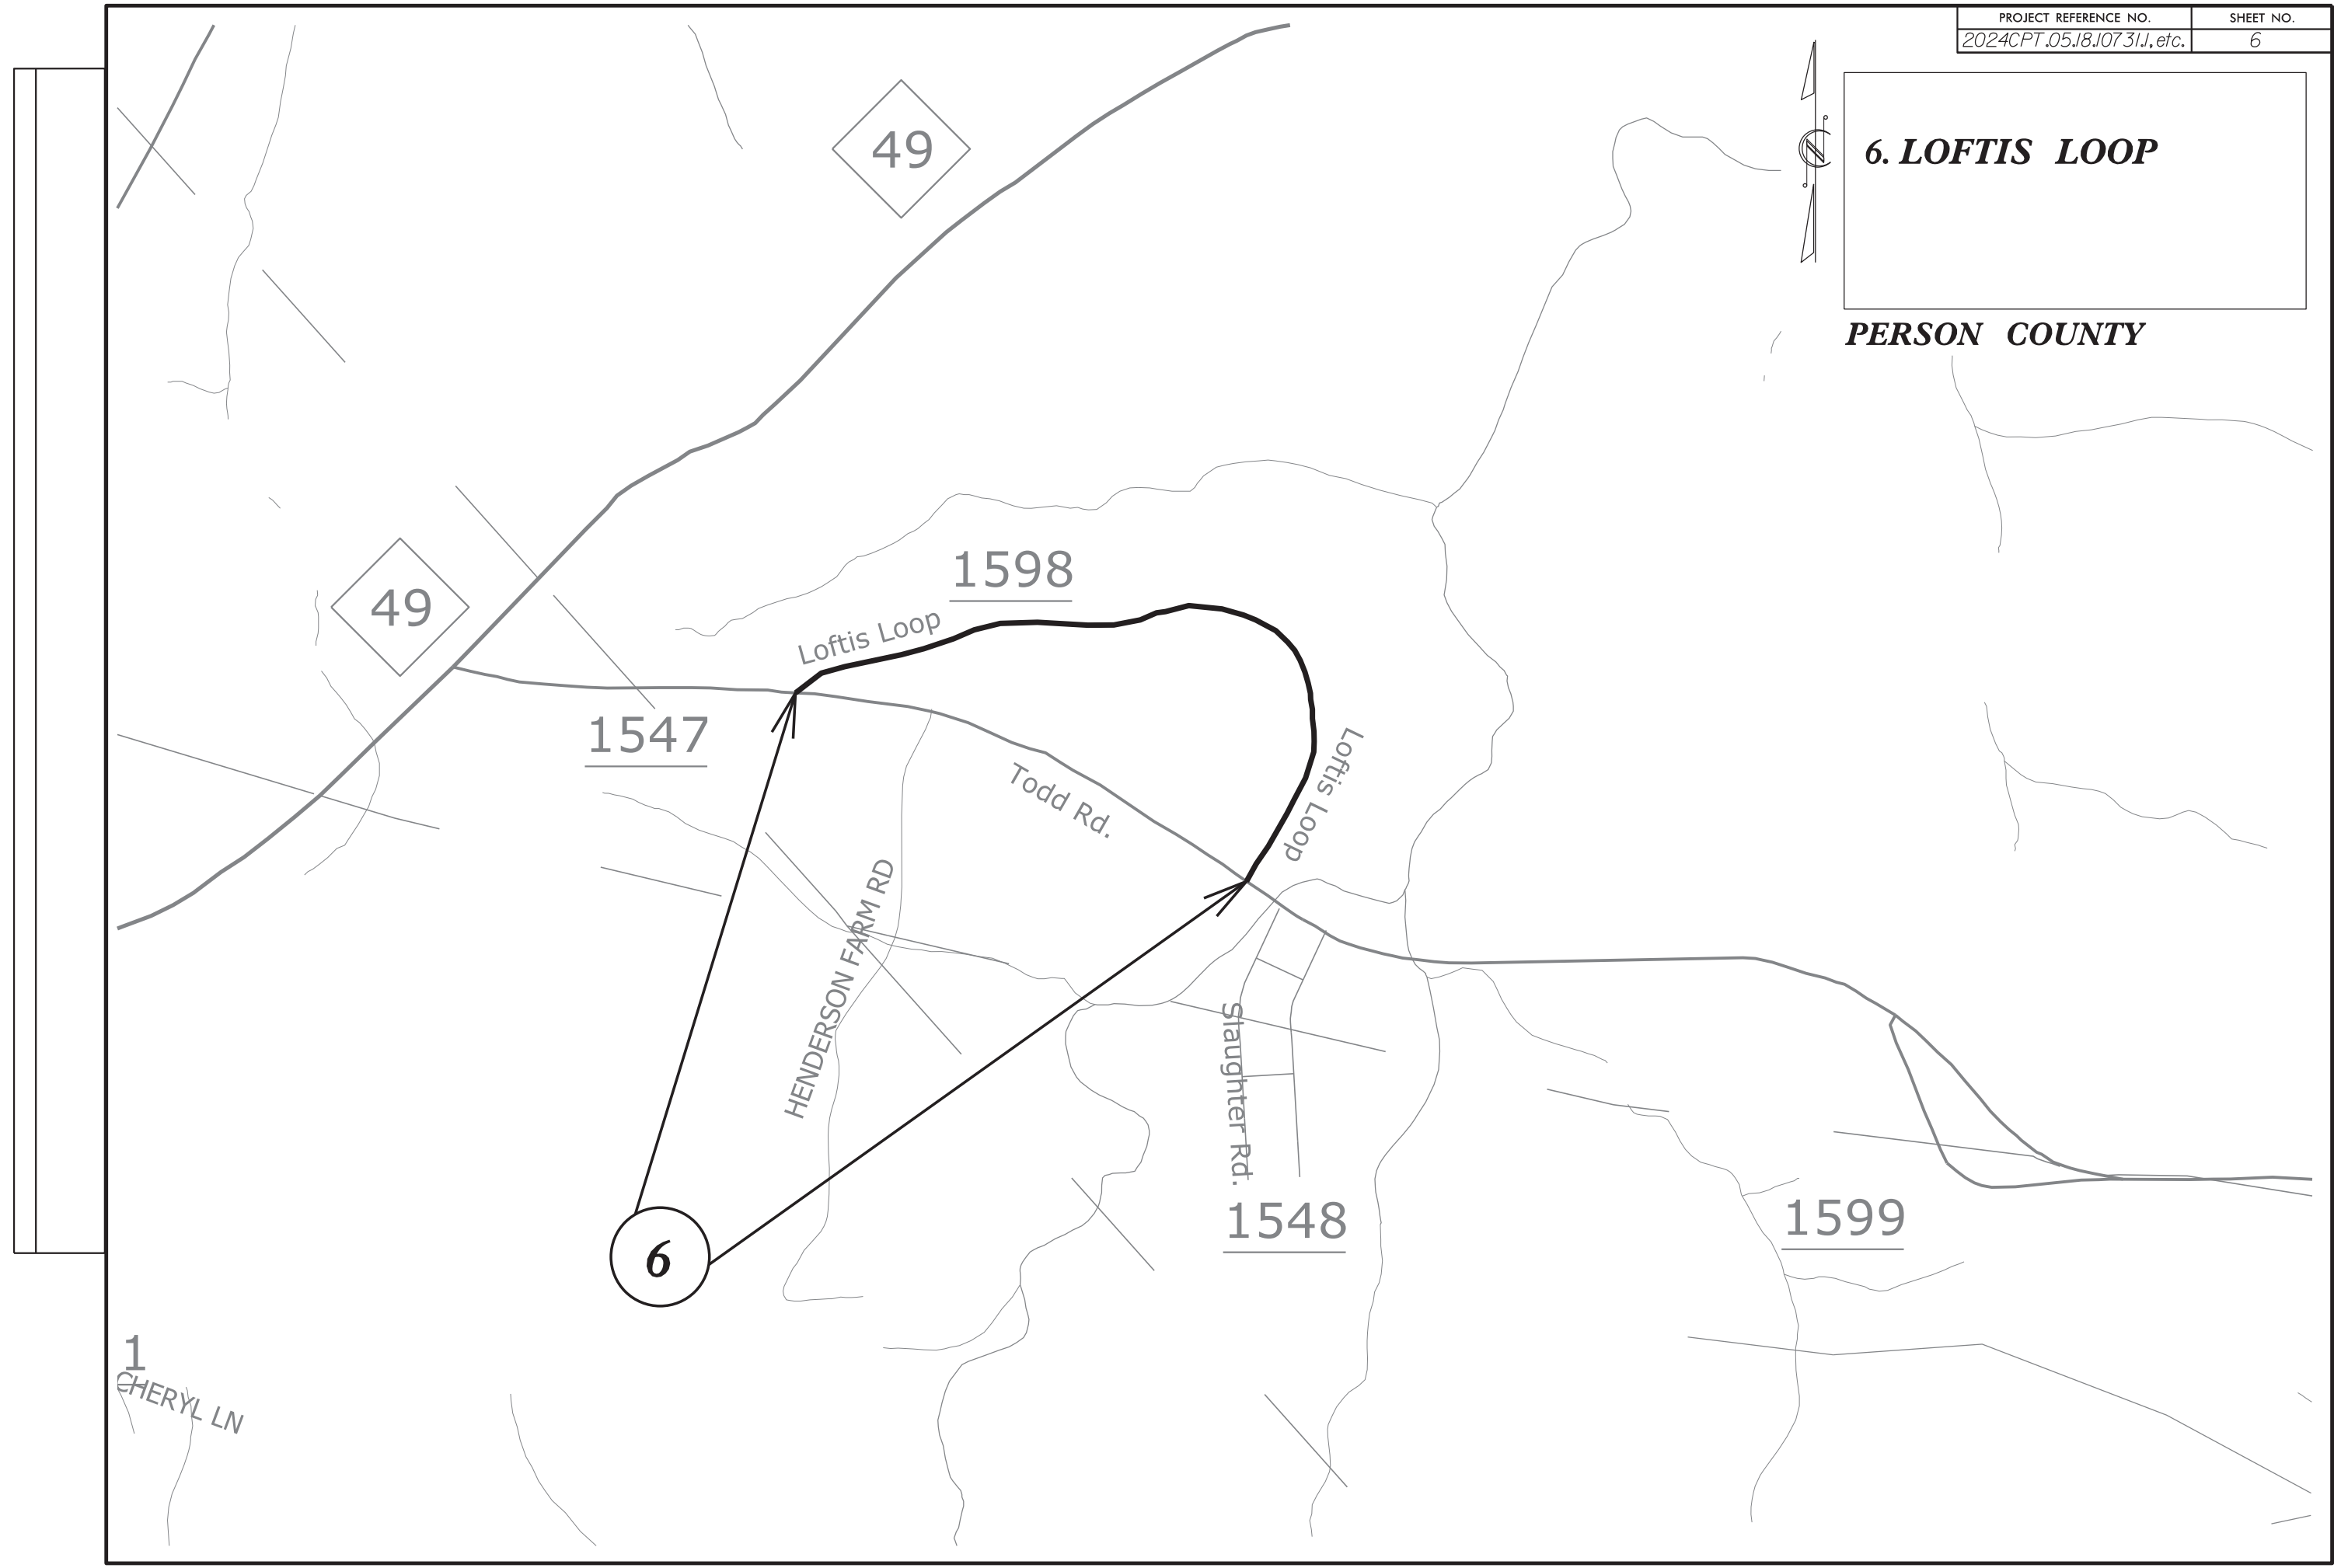 PROJECT REFERENCE NO. SHEET NO.
2024CPT.05.18.10731.1, etc. 6
6. LOFTIS LOOP
PERSON COUNTY
49
49
1598
Loftis Loop
1547
Todd Rd.
Loftis Loop
HENDERSON FARM RD
Slaughter Rd.
1548
1599
6
1
CHERYL LN
N